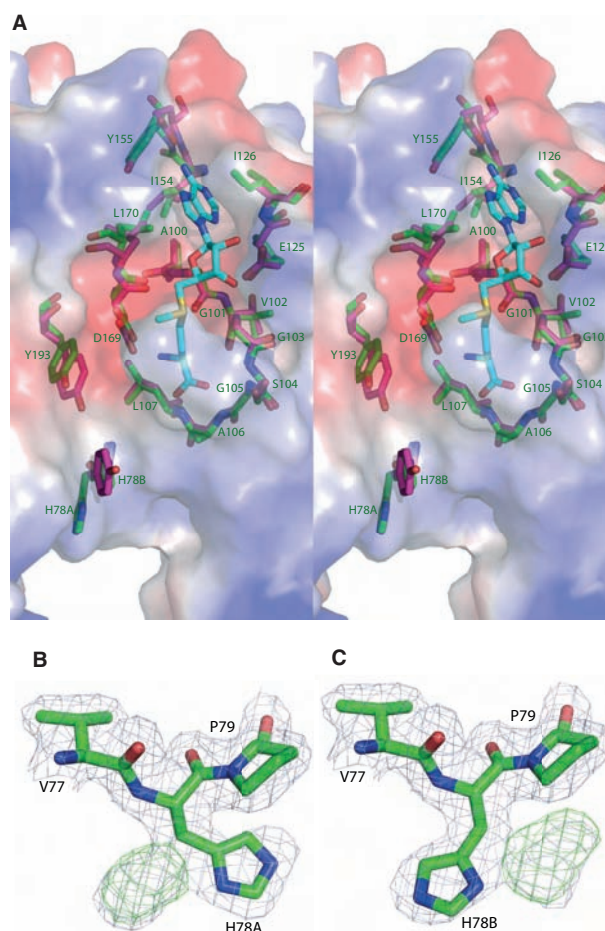 A
Y155
I126
I154
L170
A100
E125
V102
G101
D169
G103
Y193
G105
S104
L107
A106
H78B
H78A
Y155
I126
I154
L170
A100
E12
V102
G101
D169
G10
Y193
G105
S104
L107
A106
H78B
H78A
B
P79
V77
H78A
C
P79
V77
H78B